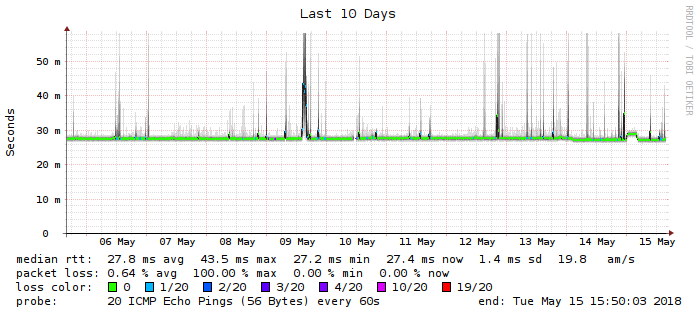 Last 10 Days
RRDTOOL / TOBI OETIKER
Seconds
50 m
40 m
30 m
20 m
10 m
0
06 May 07 May 08 May 09 May 10 May 11 May 12 May 13 May 14 May 15 May
median rtt: 27.8 ms avg 43.5 ms max 27.2 ms min 27.4 ms now 1.4 ms sd 19.8 am/s
packet loss: 0.64 % avg 100.00 % max 0.00 % min 0.00 % now
loss color: 0 1/20 2/20 3/20 4/20 10/20 19/20
probe: 20 ICMP Echo Pings (56 Bytes) every 60s end: Tue May 15 15:50:03 2018